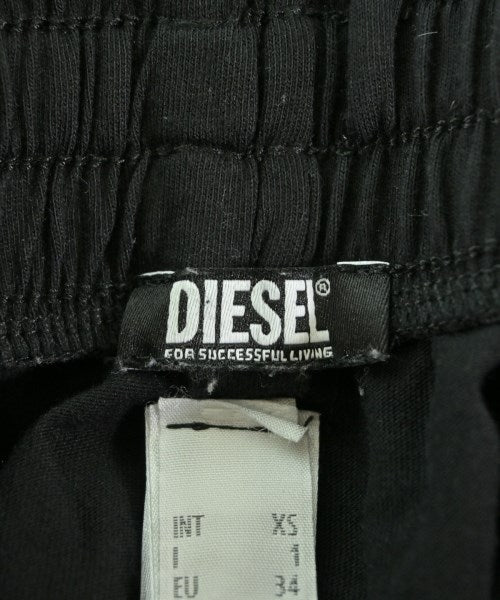 DIESEL®
FOR SUCCESSFUL LIVING
INT XS
I 1
EU 34